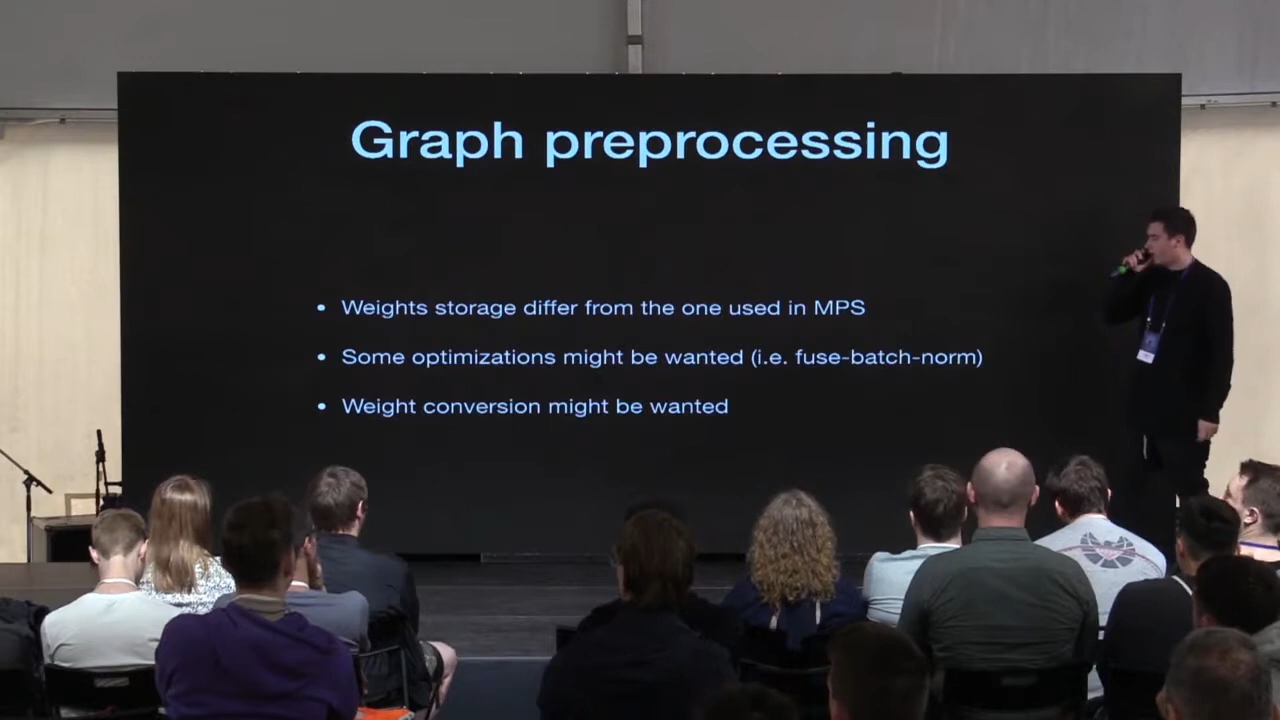 Graph preprocessing
• Weights storage differ from the one used in MPS
• Some optimizations might be wanted (i.e. fuse-batch-norm)
• Weight conversion might be wanted